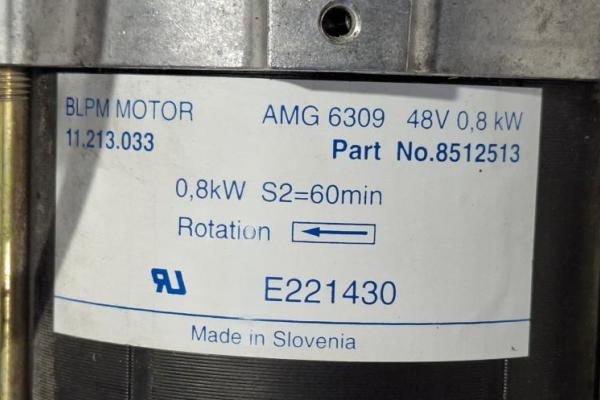 BLPM MOTOR AMG 6309 48V 0,8 kW
11.213.033 Part No.8512513
0,8kW S2=60min
Rotation
RU E221430
Made in Slovenia